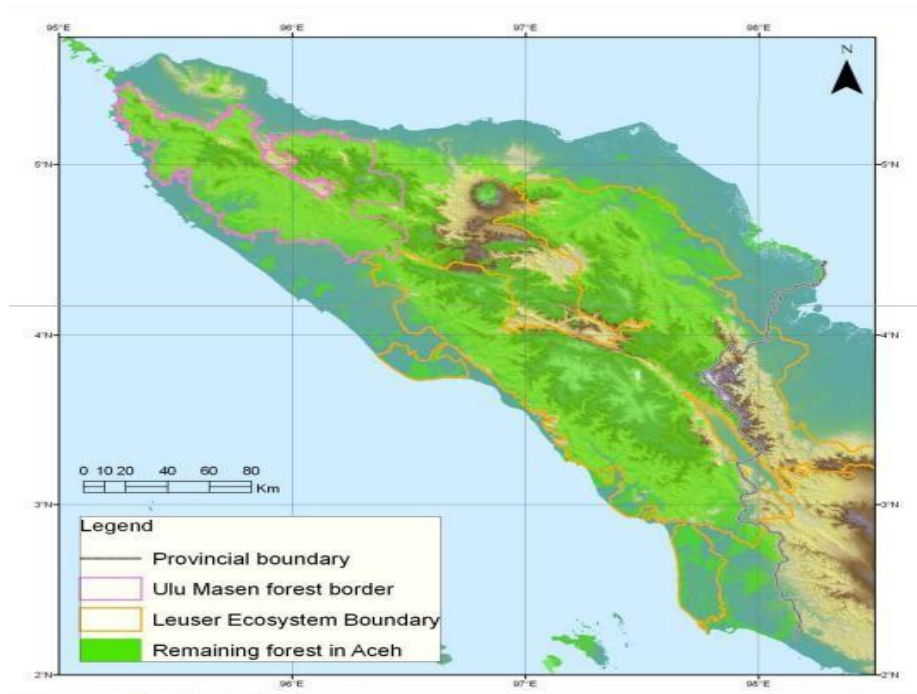 95°E 96°E 97°E 98°E
N
5°N 5°N
4°N 4°N
0 10 20 40 60 80
Km
3°N 3°N
Legend
Provincial boundary
Ulu Masen forest border
Leuser Ecosystem Boundary
Remaining forest in Aceh
2°N 2°N
96°E 97°E 98°E